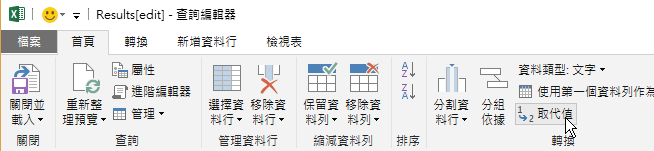 Results[edit] - 查詢編輯器
檔案 首頁 轉換 新增資料行 檢視表
關閉並
載入
關閉
重新整
理預覽
屬性
進階編輯器
管理
查詢
選擇資
料行
移除資
料行
管理資料行
保留資
料列
移除資
料列
縮減資料列
A
Z
Z
A
排序
分割資
料行
分組
依據
資料類型: 文字
使用第一個資料列作為
1 2 取代值
轉換